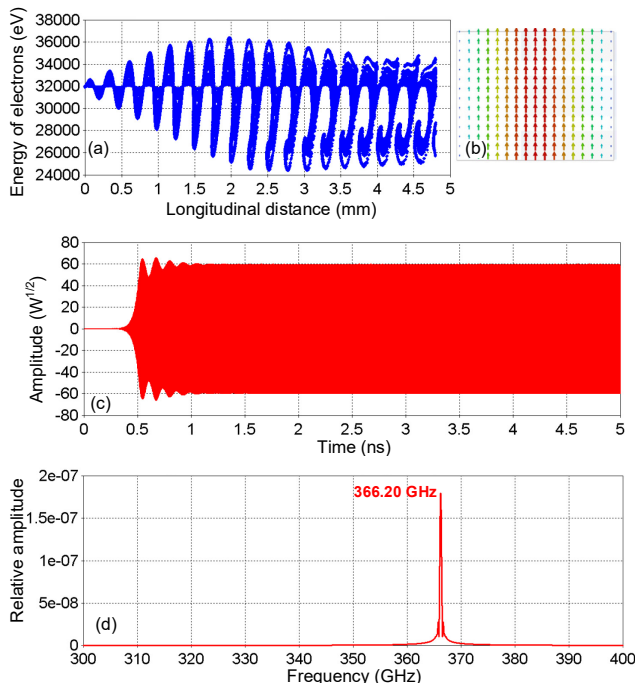 (a)
Energy of electrons (eV)
38000
36000
34000
32000
30000
28000
26000
24000
0 0.5 1 1.5 2 2.5 3 3.5 4 4.5 5
Longitudinal distance (mm)
(b)
Amplitude (W1/2)
80
60
40
20
0
-20
-40
-60
-80
(c)
0 0.5 1 1.5 2 2.5 3 3.5 4 4.5 5
Time (ns)
Relative amplitude
2e-07
1.5e-07
1e-07
5e-08
0
366.20 GHz
(d)
300 310 320 330 340 350 360 370 380 390 400
Frequency (GHz)